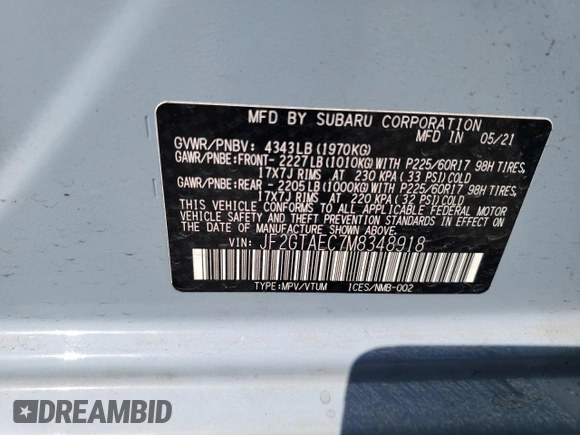 MFD BY SUBARU CORPORATION
MFD IN 05/21
GVWR/PNBV: 4343LB (1970KG)
GAWR/PNBE:FRONT- 2227LB(1010KG)WITH P225/60R17 98H TIRES,
17X7J RIMS AT 230 KPA ( 33 PSI)COLD
GAWR/PNBE:REAR - 2205LB(1000KG)WITH P225/60R17 98H TIRES,
17X7J RIMS AT 220 KPA ( 32 PSI)COLD
THIS VEHICLE CONFORMS TO ALL APPLICABLE FEDERAL MOTOR
VEHICLE SAFETY AND THEFT PREVENTION STANDARDS IN EFFECT ON
THE DATE OF MANUFACTURE SHOWN ABOVE.
VIN: JF2GTAEC7M8348918
TYPE:MPV/VTUM ICES/NMB-002
DREAMBID